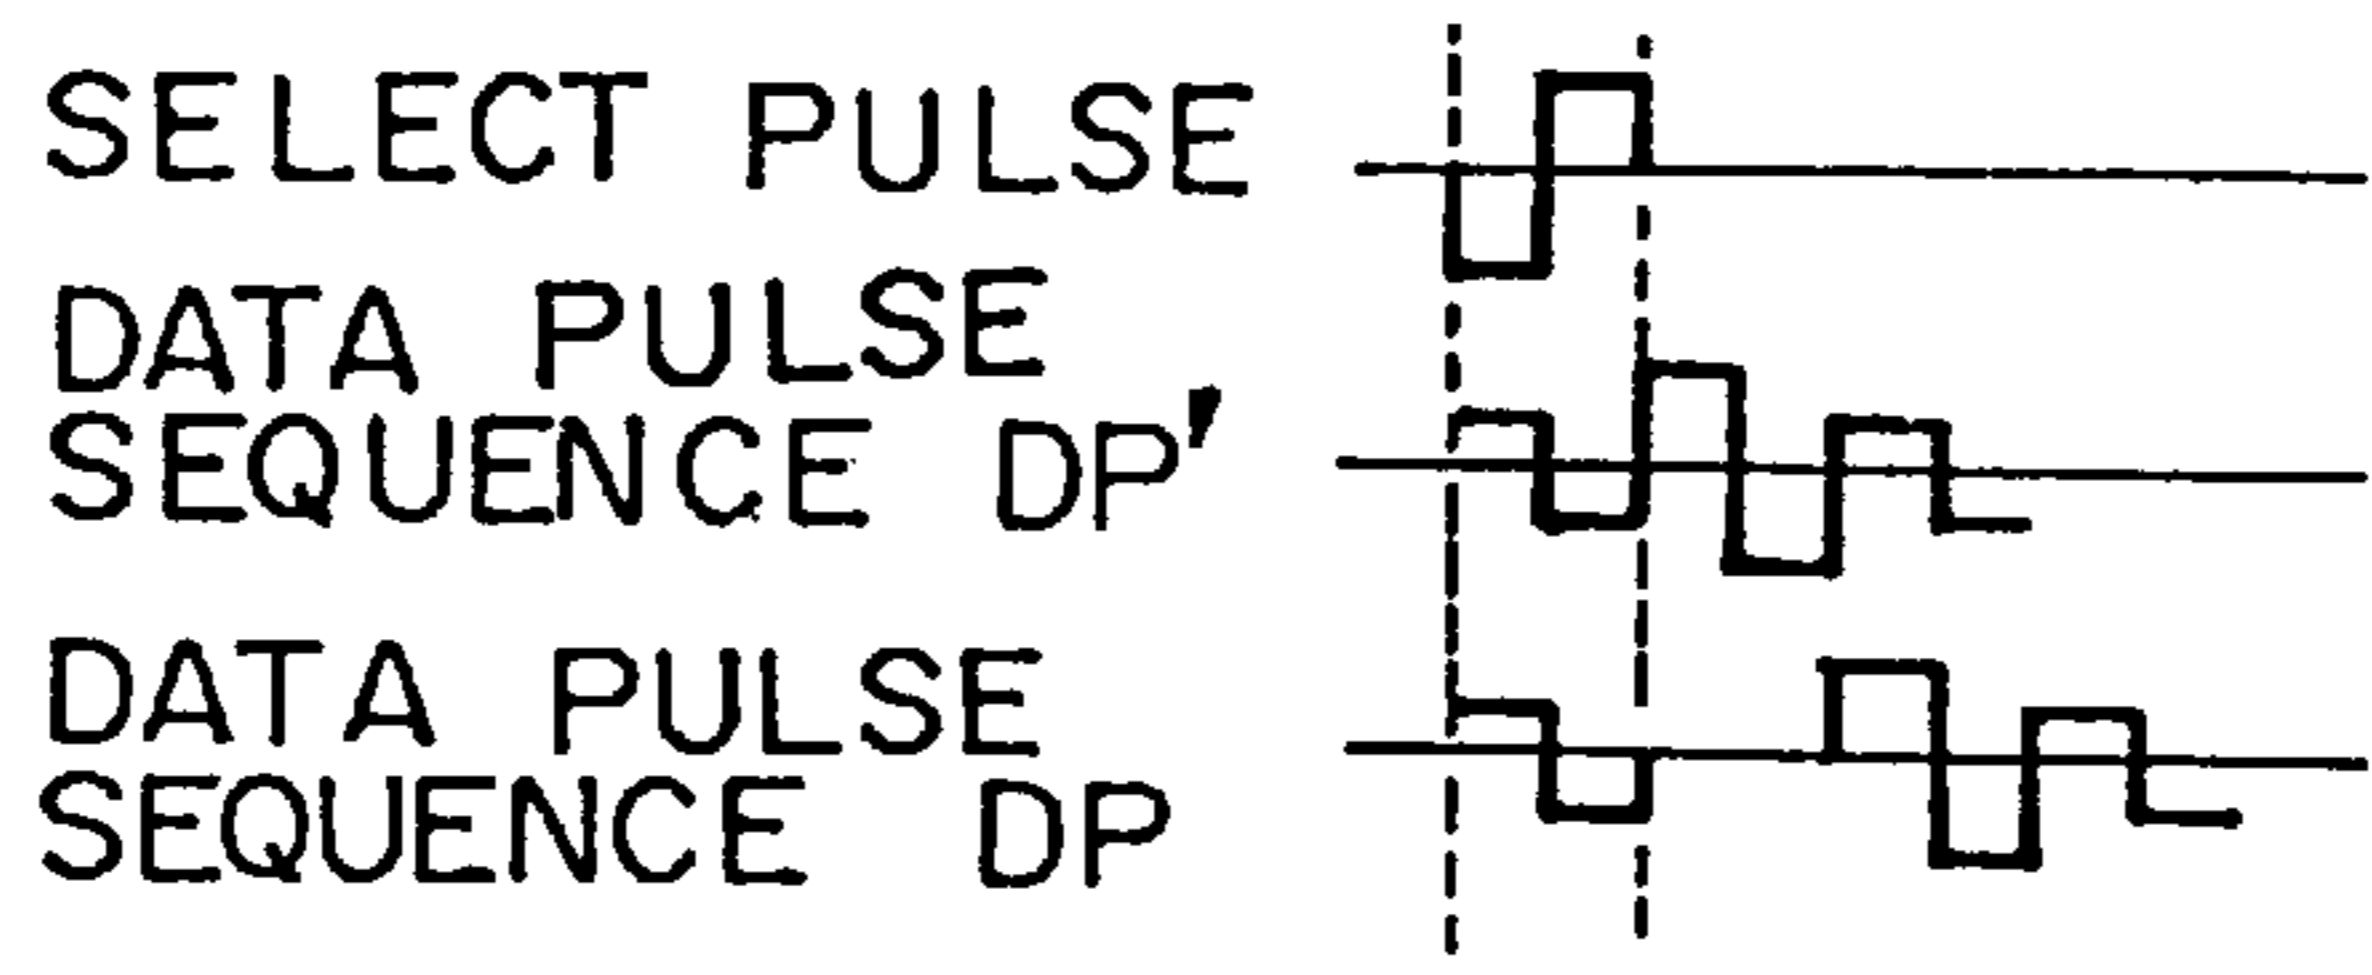 SELECT PULSE
DATA PULSE
SEQUENCE DP'
DATA PULSE
SEQUENCE DP